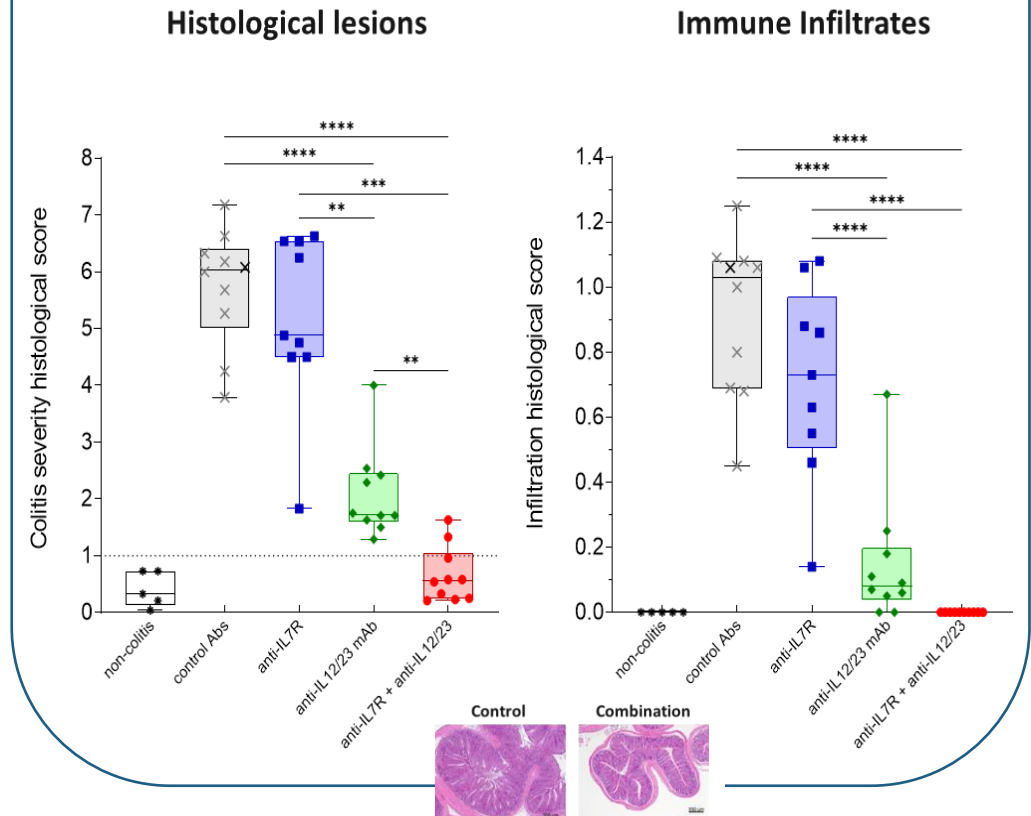 Histological lesions
Immune Infiltrates
****
****
***
**
**
Colitis severity histological score
8
7
6
5
4
3
2
1
0
non-colitis
control Abs
anti-IL7R
anti-IL12/23 mAb
anti-IL7R + anti-IL12/23
****
****
****
****
Infiltration histological score
1.4
1.2
1.0
0.8
0.6
0.4
0.2
0.0
non-colitis
control Abs
anti-IL7R
anti-IL12/23 mAb
anti-IL7R + anti-IL12/23
Control
Combination